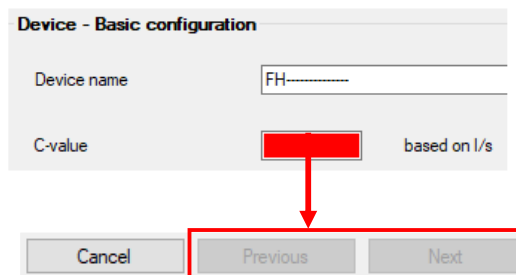 Device - Basic configuration
Device name FH--------------
C-value based on l/s
Cancel Previous Next